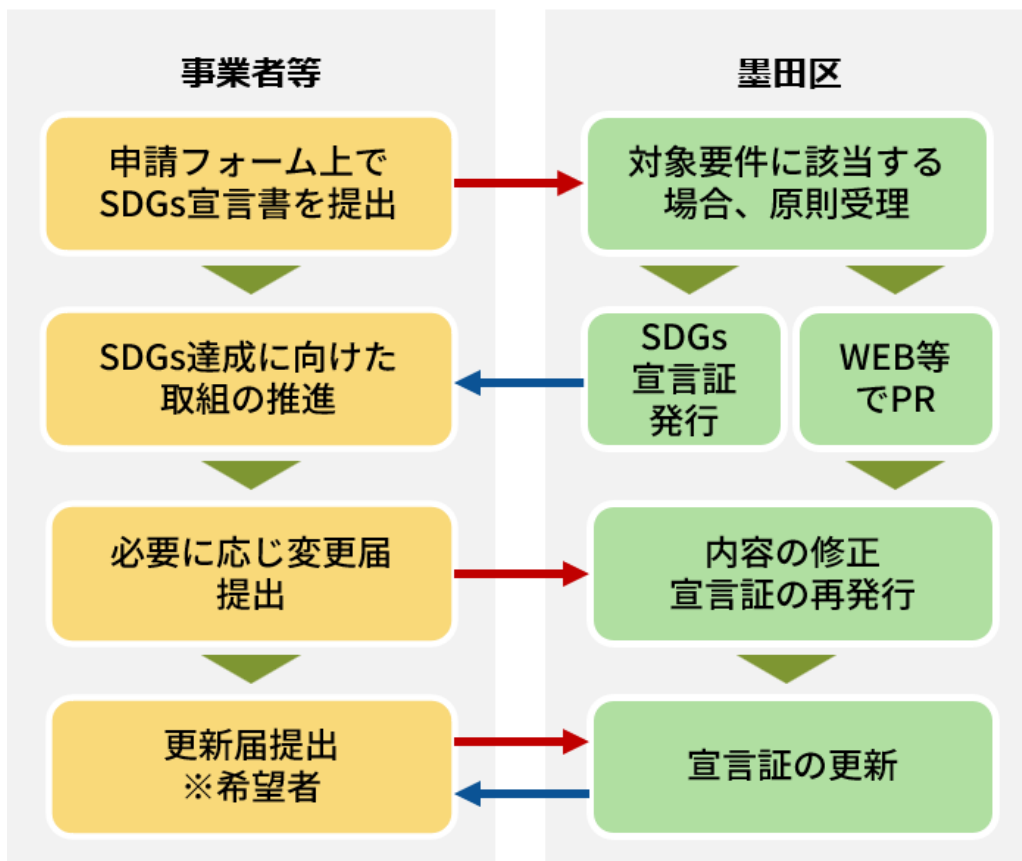 事業者等
墨田区
申請フォーム上で
SDGs宣言書を提出
対象要件に該当する
場合、原則受理
SDGs達成に向けた
取組の推進
SDGs
宣言証
発行
WEB等
でPR
必要に応じ変更届
提出
内容の修正
宣言証の再発行
更新届提出
※希望者
宣言証の更新